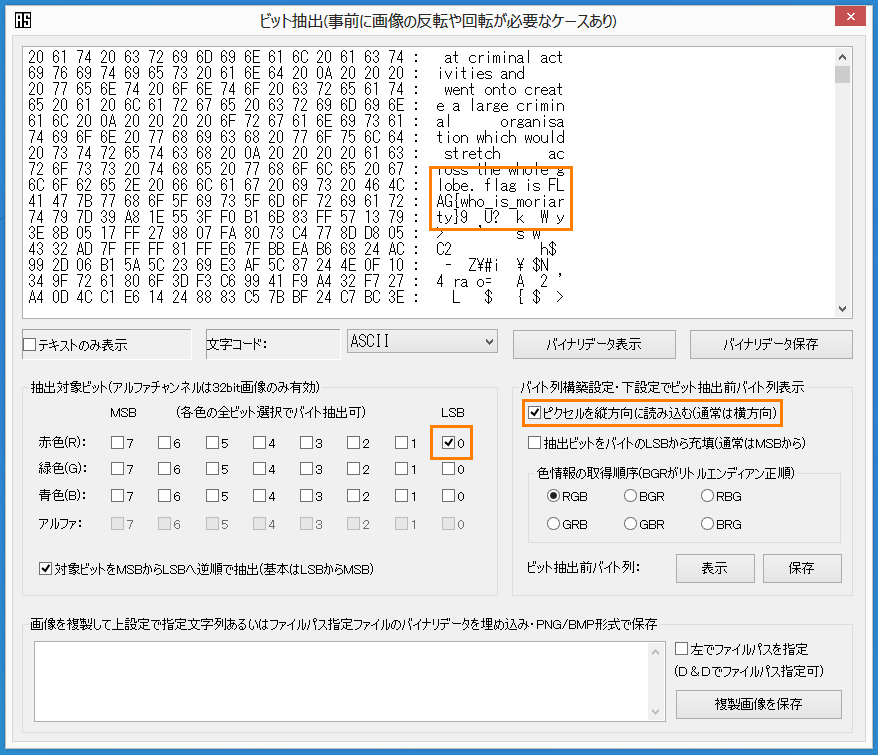 ビット抽出(事前に画像の反転や回転が必要なケースあり)
20 61 74 20 63 72 69 6D 69 6E 61 6C 20 61 63 74 :   at criminal act
69 76 69 74 69 65 73 20 61 6E 64 20 0A 20 20 20 : ivities and
20 77 65 6E 74 20 6F 6E 74 6F 20 63 72 65 61 74 :  went onto creat
65 20 61 20 6C 61 72 67 65 20 63 72 69 6D 69 6E : e a large crimin
61 6C 20 0A 20 20 20 20 6F 72 67 61 6E 69 73 61 : al      organisa
74 69 6F 6E 20 77 68 69 63 68 20 77 6F 75 6C 64 : tion which would
20 73 74 72 65 74 63 68 20 0A 20 20 20 20 61 63 :  stretch      ac
72 6F 73 73 20 74 68 65 20 77 68 6F 6C 65 20 67 : ross the whole g
6C 6F 62 65 2E 20 66 6C 61 67 20 69 73 20 46 4C : lobe. flag is FL
41 47 7B 77 68 6F 5F 69 73 5F 6D 6F 72 69 61 72 : AG{who_is_moriar
74 79 7D 39 A8 1E 55 3F F0 B1 6B 83 FF 57 13 79 : ty}9 U? k W y
3E 8B 05 17 FF 27 98 07 FA 80 73 C4 77 8D D8 05 : > ' s w
43 32 AD 7F FF FF 81 FF E6 7F BB EA B6 68 24 AC : C2 h$
99 2D 06 B1 5A 5C 23 69 E3 AF 5C 87 24 4E 0F 10 : - Z¥#i ¥ $N
34 9F 72 61 80 6F 3D F3 C6 99 41 F9 A4 32 F7 27 : 4 ra o= A 2 '
A4 0D 4C C1 E6 14 24 88 83 C5 7B BF 24 C7 BC 3E : L $ { $ >
テキストのみ表示 文字コード: ASCII バイナリデータ表示 バイナリデータ保存
抽出対象ビット(アルファチャンネルは32bit画像のみ有効)
MSB (各色の全ビット選択でバイト抽出可) LSB
赤色(R): 7 6 5 4 3 2 1 0
緑色(G): 7 6 5 4 3 2 1 0
青色(B): 7 6 5 4 3 2 1 0
アルファ: 7 6 5 4 3 2 1 0
対象ビットをMSBからLSBへ逆順で抽出(基本はLSBからMSB)
バイト列構築設定・下設定でビット抽出前バイト列表示
ピクセルを縦方向に読み込む(通常は横方向)
抽出ビットをバイトのLSBから充填(通常はMSBから)
色情報の取得順序(BGRがリトルエンディアン正順)
RGB BGR RBG
GRB GBR BRG
ビット抽出前バイト列: 表示 保存
画像を複製して上設定で指定文字列あるいはファイルパス指定ファイルのバイナリデータを埋め込み・PNG/BMP形式で保存
左でファイルパスを指定
(D&Dでファイルパス指定可)
複製画像を保存